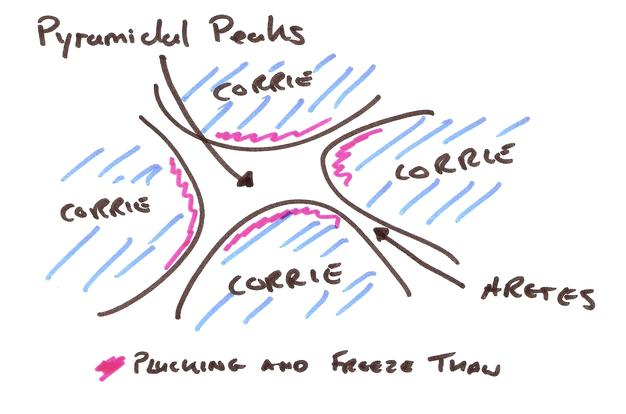 Pyramidal Peaks
CORRIE
CORRIE
CORRIE
CORRIE
ARETES
PLUCKING AND FREEZE THAW